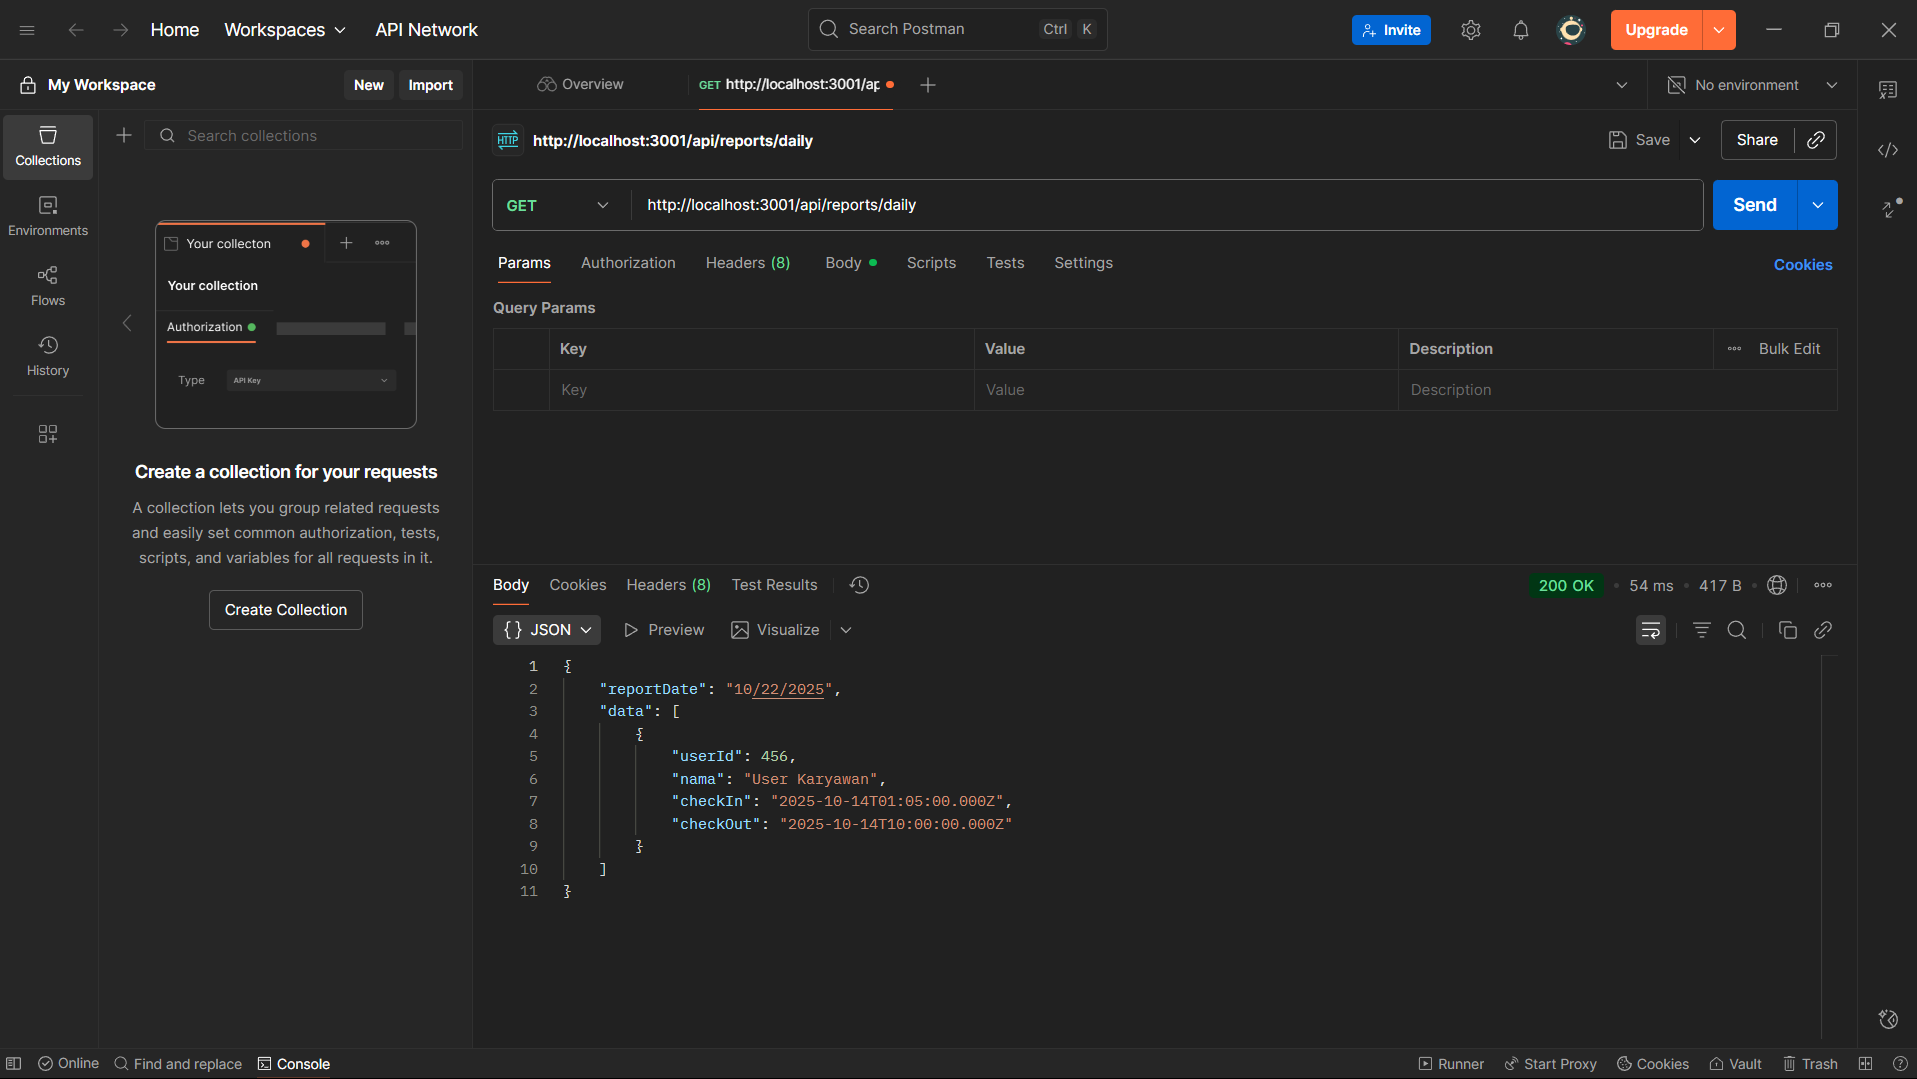 Home Workspaces API Network Search Postman Ctrl K Invite Upgrade
My Workspace New Import Overview GET http://localhost:3001/ap No environment
Collections
Environments
Flows
History
Search collections
Your collecton
Your collection
Authorization
Type API Key
Create a collection for your requests
A collection lets you group related requests
and easily set common authorization, tests,
scripts, and variables for all requests in it.
Create Collection
HTTP http://localhost:3001/api/reports/daily Save Share
GET http://localhost:3001/api/reports/daily Send
Params Authorization Headers (8) Body Scripts Tests Settings Cookies
Query Params
Key Value Description Bulk Edit
Key Value Description
Body Cookies Headers (8) Test Results 200 OK 54 ms 417 B
{} JSON Preview Visualize
1 {
2 "reportDate": "10/22/2025",
3 "data": [
4 {
5 "userId": 456,
6 "nama": "User Karyawan",
7 "checkIn": "2025-10-14T01:05:00.000Z",
8 "checkOut": "2025-10-14T10:00:00.000Z"
9 }
10 ]
11 }
Online Find and replace Console Runner Start Proxy Cookies Vault Trash